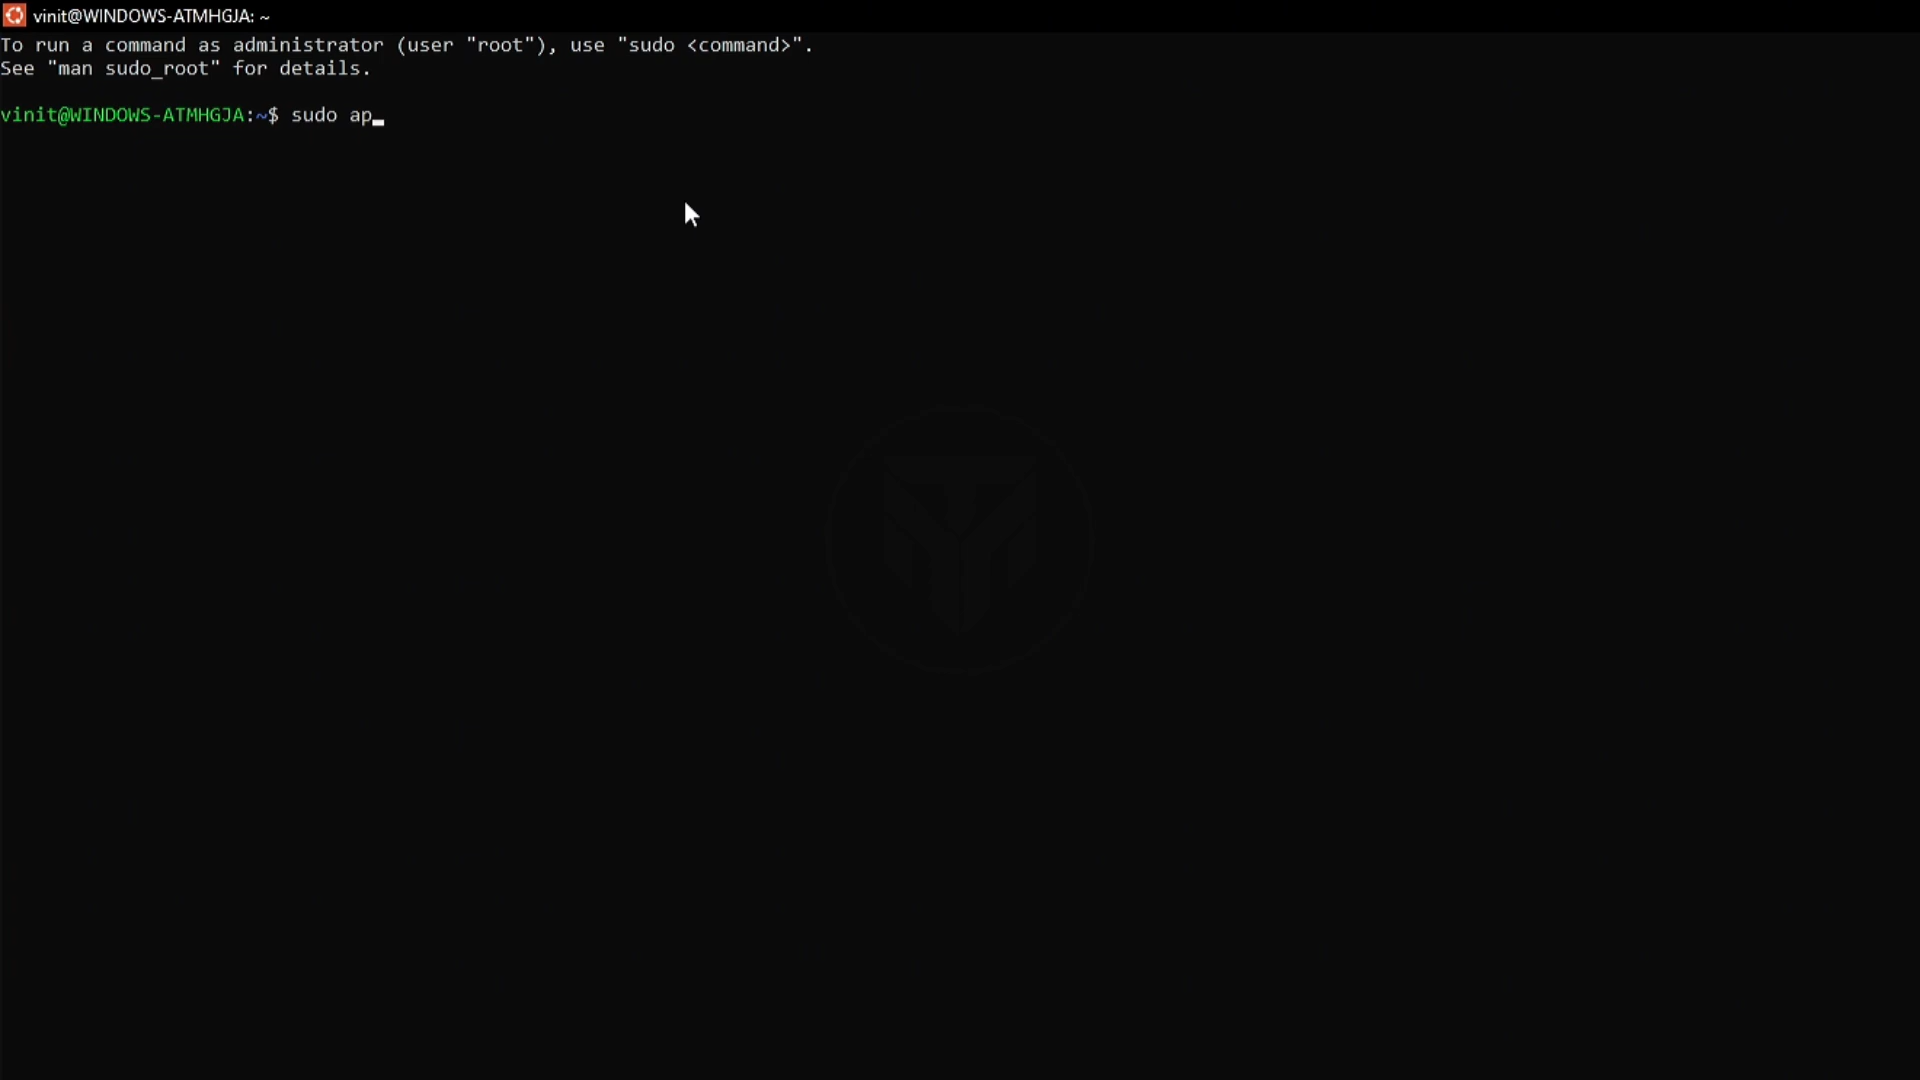 vinit@WINDOWS-ATMHGJA: ~
To run a command as administrator (user "root"), use "sudo <command>".
See "man sudo_root" for details.
vinit@WINDOWS-ATMHGJA:~$ sudo ap